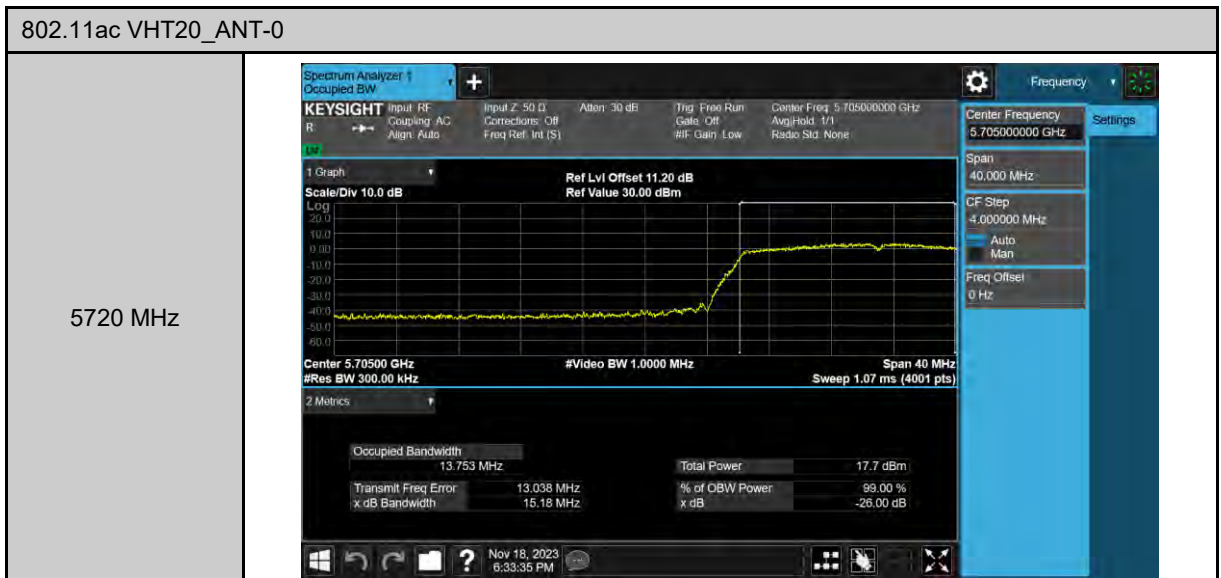 802.11ac VHT20_ANT-0
5720 MHz
Spectrum Analyzer 1
Occupied BW
+
Frequency
KEYSIGHT
R
Input: RF
Coupling: AC
Align: Auto
Input Z: 50 Ω
Corrections: Off
Freq Ref: Int (S)
Atten: 30 dB
Trig: Free Run
Gate: Off
#IF Gain: Low
Center Freq: 5.705000000 GHz
Avg|Hold: 1/1
Radio Std: None
1 Graph
Scale/Div 10.0 dB
Ref Lvl Offset 11.20 dB
Ref Value 30.00 dBm
Log
20.0
10.0
0.00
-10.0
-20.0
-30.0
-40.0
-50.0
-60.0
Center 5.70500 GHz
#Res BW 300.00 kHz
#Video BW 1.0000 MHz
Span 40 MHz
Sweep 1.07 ms (4001 pts)
2 Metrics
Occupied Bandwidth
13.753 MHz
Total Power 17.7 dBm
Transmit Freq Error 13.038 MHz
% of OBW Power 99.00 %
x dB Bandwidth 15.18 MHz
x dB -26.00 dB
Center Frequency
5.705000000 GHz
Settings
Span
40.000 MHz
CF Step
4.000000 MHz
Auto
Man
Freq Offset
0 Hz
?
Nov 18, 2023
6:33:35 PM